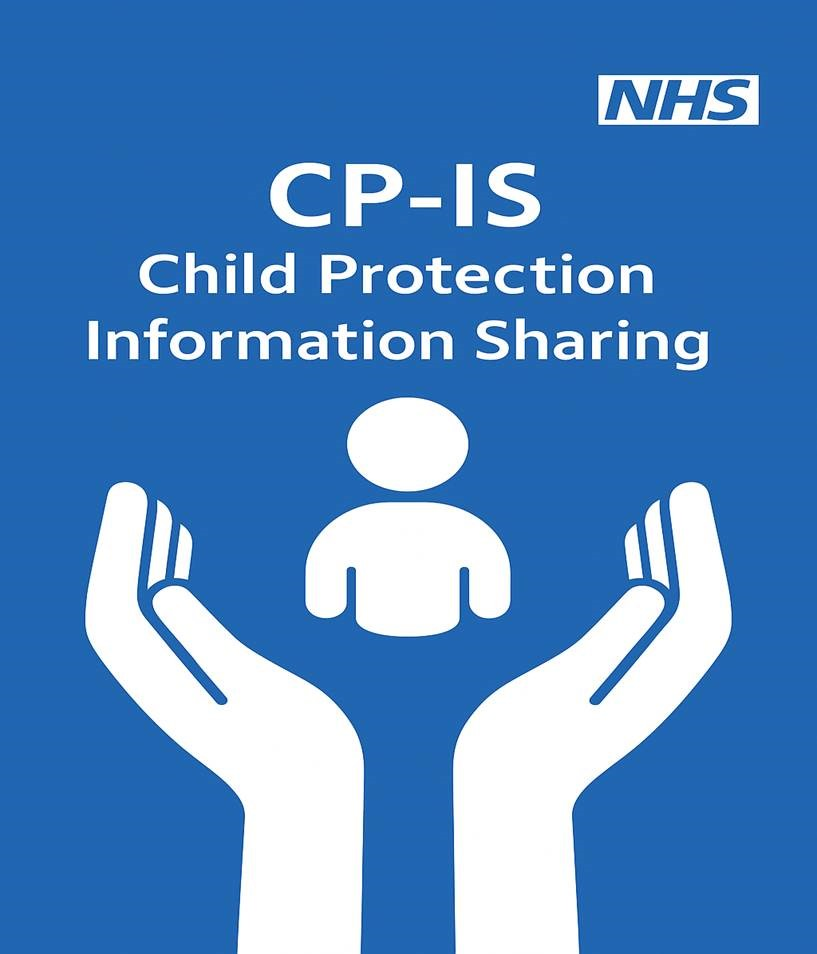 NHS
CP-IS
Child Protection
Information Sharing